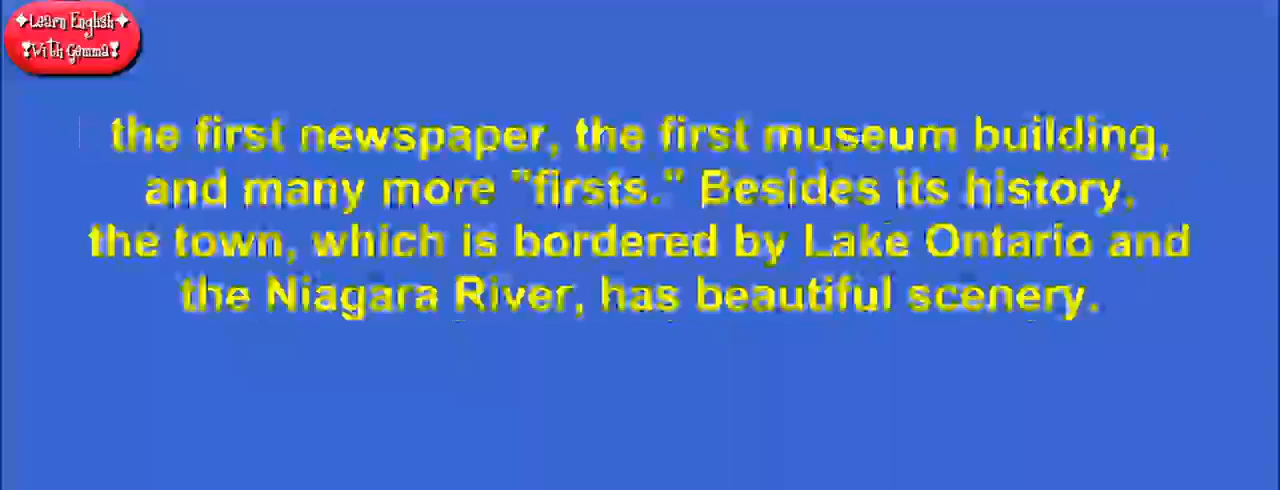 ✦Learn English✦
❣With Gemma❣
the first newspaper, the first museum building,
and many more "firsts." Besides its history,
the town, which is bordered by Lake Ontario and
the Niagara River, has beautiful scenery.